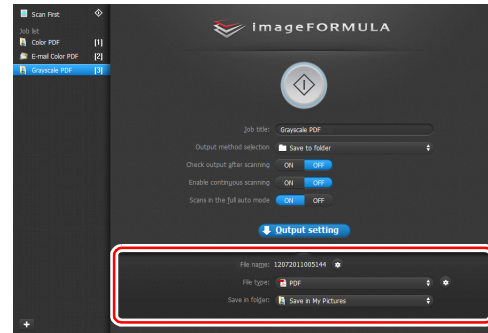 Scan First
Job list
Color PDF [1]
E-mail Color PDF [2]
Grayscale PDF [3]
imageFORMULA
Job title: Grayscale PDF
Output method selection Save to folder
Check output after scanning ON OFF
Enable continuous scanning ON OFF
Scans in the full auto mode ON OFF
Output setting
File name: 12072011005144
File type: PDF
Save in folder: Save in My Pictures